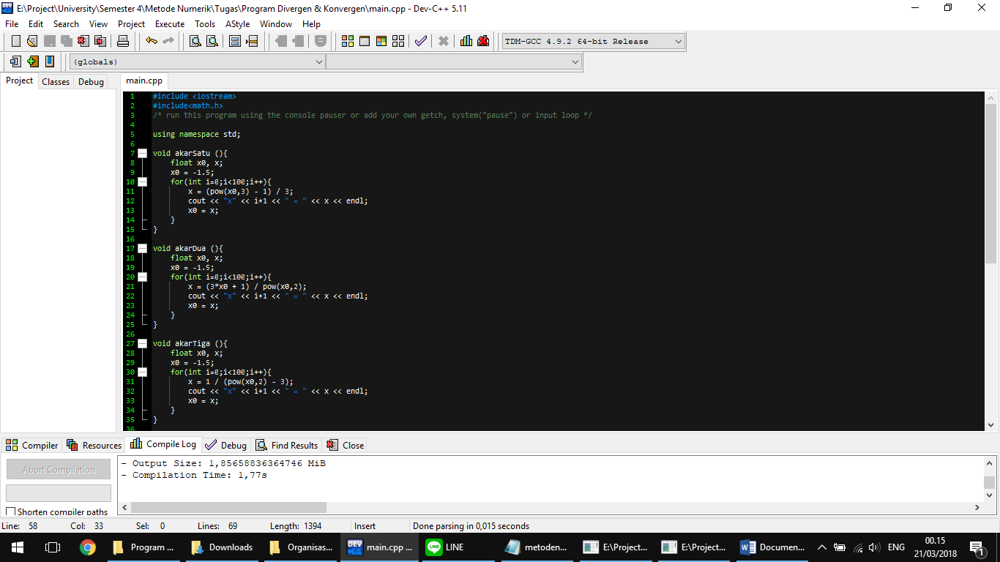 E:\Project\University\Semester 4\Metode Numerik\Tugas\Program Divergen & Konvergen\main.cpp - Dev-C++ 5.11
File Edit Search View Project Execute Tools AStyle Window Help
TDM-GCC 4.9.2 64-bit Release
(globals)
Project Classes Debug main.cpp
1 #include <iostream>
2 #include<math.h>
3 /* run this program using the console pauser or add your own getch, system("pause") or input loop */
4
5 using namespace std;
6
7 void akarSatu (){
8 float x0, x;
9 x0 = -1.5;
10 for(int i=0;i<100;i++){
11 x = (pow(x0,3) - 1) / 3;
12 cout << "x" << i+1 << " = " << x << endl;
13 x0 = x;
14 }
15 }
16
17 void akarDua (){
18 float x0, x;
19 x0 = -1.5;
20 for(int i=0;i<100;i++){
21 x = (3*x0 + 1) / pow(x0,2);
22 cout << "x" << i+1 << " = " << x << endl;
23 x0 = x;
24 }
25 }
26
27 void akarTiga (){
28 float x0, x;
29 x0 = -1.5;
30 for(int i=0;i<100;i++){
31 x = 1 / (pow(x0,2) - 3);
32 cout << "x" << i+1 << " = " << x << endl;
33 x0 = x;
34 }
35 }
36
Compiler Resources Compile Log Debug Find Results Close
Abort Compilation
- Output Size: 1,85658836364746 MiB
- Compilation Time: 1,77s
Shorten compiler paths
Line: 58 Col: 33 Sel: 0 Lines: 69 Length: 1394 Insert Done parsing in 0,015 seconds
Program ... Downloads Organisas... DEV main.cpp ... LINE metoden... E:\Project... E:\Project... Documen... ENG 00.15
21/03/2018 1